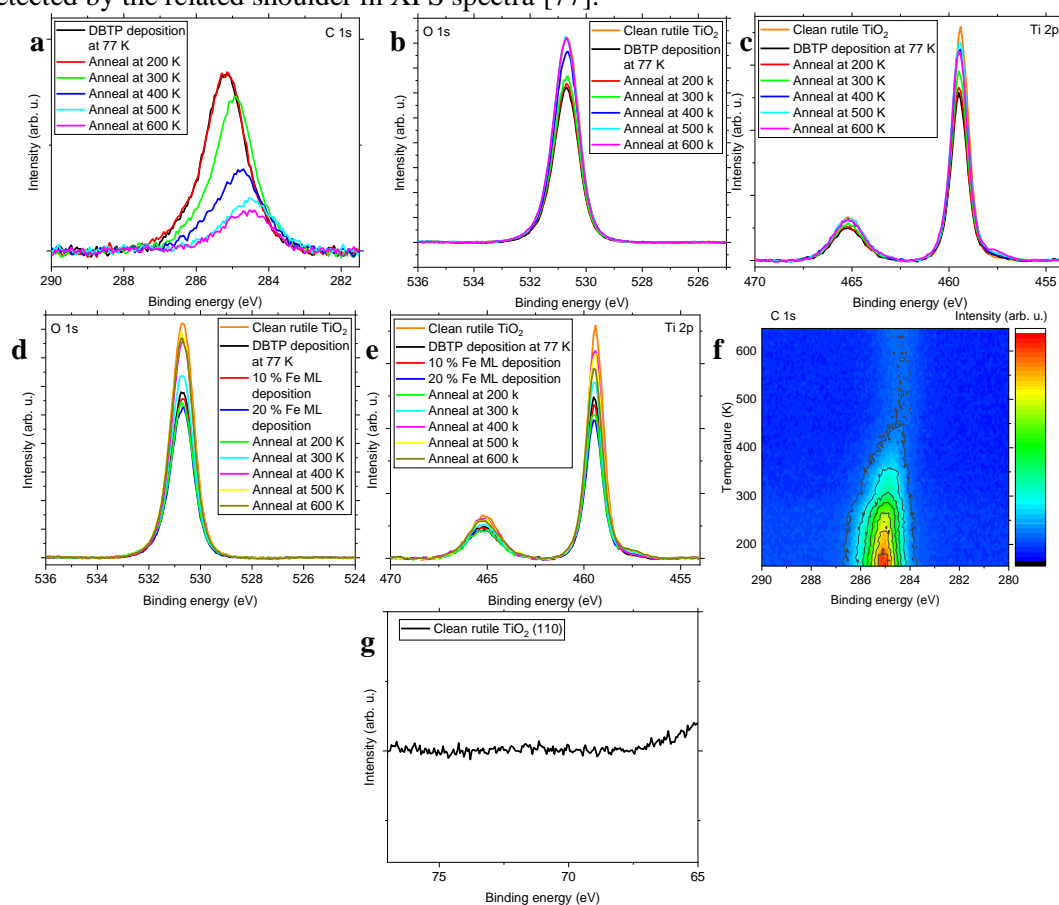 detected by the related shoulder in XPS spectra [77].
a
DBTP deposition
at 77 K
Anneal at 200 K
Anneal at 300 K
Anneal at 400 K
Anneal at 500 K
Anneal at 600 K
C 1s
Intensity (arb. u.)
290 288 286 284 282
Binding energy (eV)
b
O 1s
Clean rutile TiO2
DBTP deposition
at 77 K
Anneal at 200 k
Anneal at 300 k
Anneal at 400 k
Anneal at 500 k
Anneal at 600 k
Intensity (arb. u.)
536 534 532 530 528 526
Binding energy (eV)
c
Ti 2p
Clean rutile TiO2
DBTP deposition at 77 K
Anneal at 200 K
Anneal at 300 K
Anneal at 400 K
Anneal at 500 K
Anneal at 600 K
Intensity (arb. u.)
470 465 460 455
Binding energy (eV)
d
O 1s
Clean rutile TiO2
DBTP deposition
at 77 K
10 % Fe ML
deposition
20 % Fe ML
deposition
Anneal at 200 K
Anneal at 300 K
Anneal at 400 K
Anneal at 500 K
Anneal at 600 K
Intensity (arb. u.)
536 534 532 530 528 526 524
Binding energy (eV)
e
Ti 2p
Clean rutile TiO2
DBTP deposition at 77 K
10 % Fe ML deposition
20 % Fe ML deposition
Anneal at 200 k
Anneal at 300 k
Anneal at 400 k
Anneal at 500 k
Anneal at 600 k
Intensity (arb. u.)
470 465 460 455
Binding energy (eV)
C 1s
Intensity (arb. u.)
f
Temperature (K)
600
500
400
300
200
290 288 286 284 282 280
Binding energy (eV)
g
Clean rutile TiO2 (110)
Intensity (arb. u.)
75 70 65
Binding energy (eV)